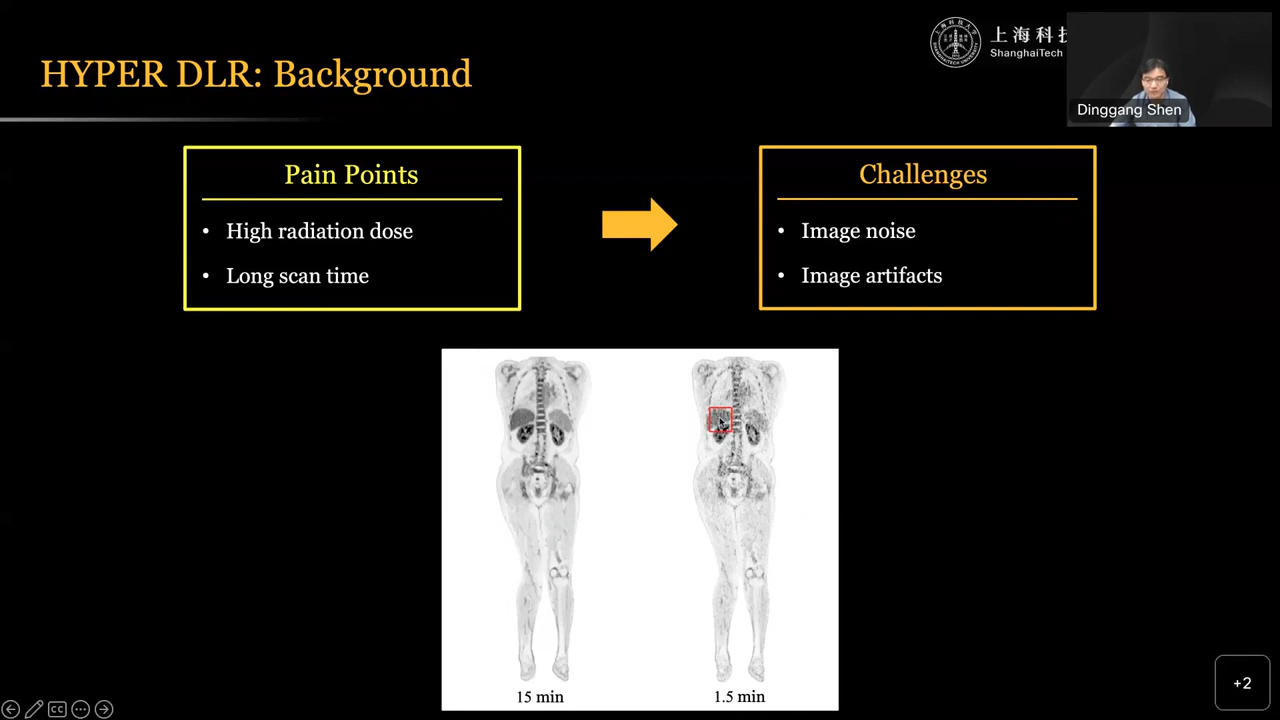 HYPER DLR: Background
上海科技
ShanghaiTech
Dinggang Shen
Pain Points
• High radiation dose
• Long scan time
Challenges
• Image noise
• Image artifacts
15 min
1.5 min
CC
+2